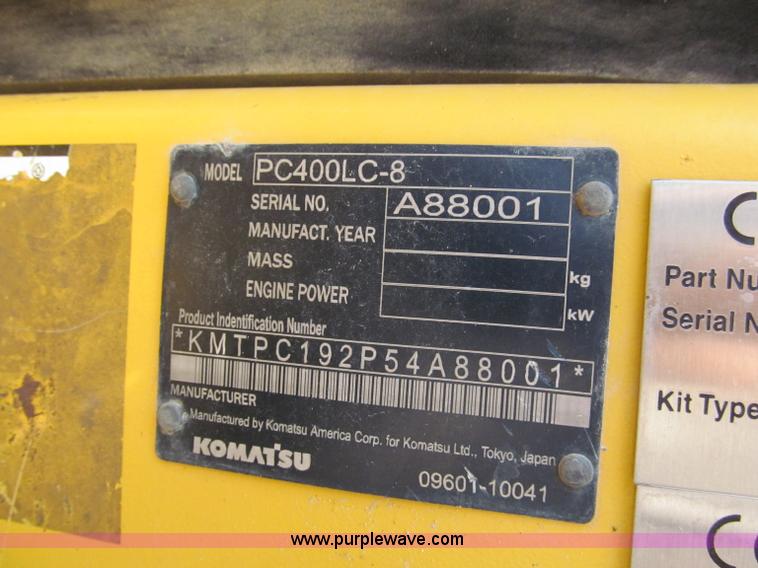 MODEL PC400LC-8
SERIAL NO. A88001
MANUFACT. YEAR
MASS kg
ENGINE POWER kW
Product Indentification Number
*KMTPC192P54A88001*
MANUFACTURER
Manufactured by Komatsu America Corp. for Komatsu Ltd., Tokyo, Japan
KOMATSU
09601-10041
C
Part Nu
Serial N
Kit Type
www.purplewave.com